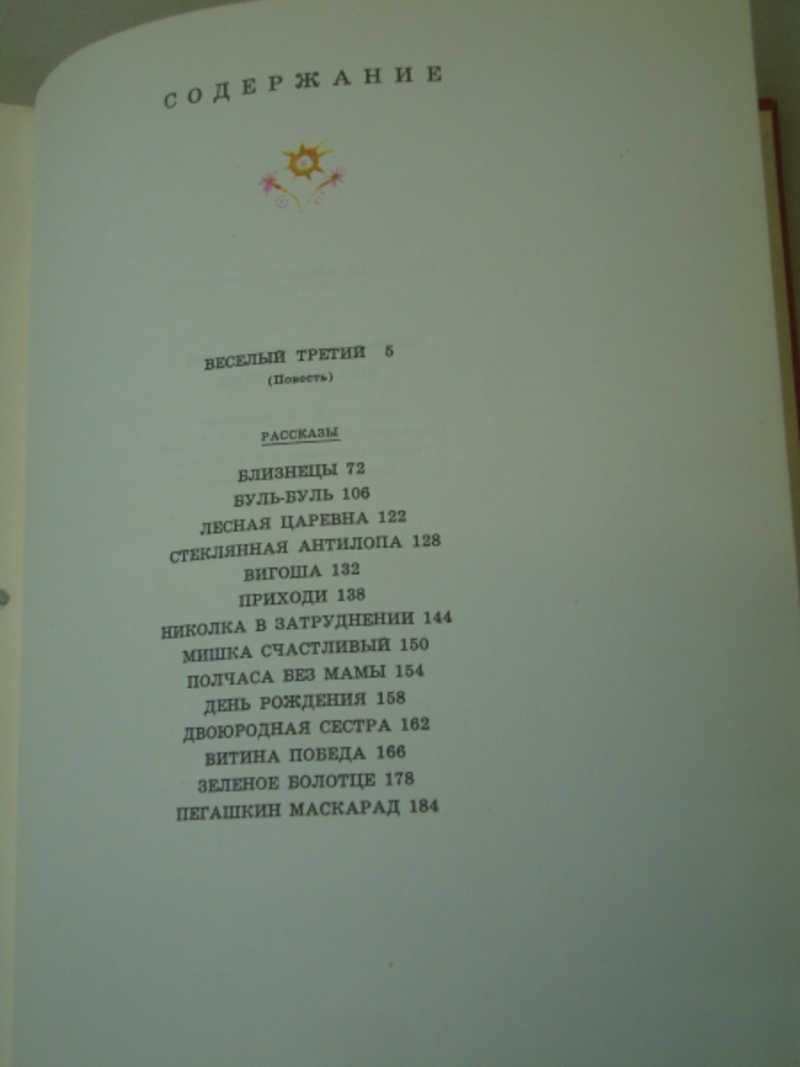 СОДЕРЖАНИЕ
ВЕСЕЛЫЙ ТРЕТИЙ 5
(Повесть)
РАССКАЗЫ
БЛИЗНЕЦЫ 72
БУЛЬ-БУЛЬ 106
ЛЕСНАЯ ЦАРЕВНА 122
СТЕКЛЯННАЯ АНТИЛОПА 128
ВИГОША 132
ПРИХОДИ 138
НИКОЛКА В ЗАТРУДНЕНИИ 144
МИШКА СЧАСТЛИВЫЙ 150
ПОЛЧАСА БЕЗ МАМЫ 154
ДЕНЬ РОЖДЕНИЯ 158
ДВОЮРОДНАЯ СЕСТРА 162
ВИТИНА ПОБЕДА 166
ЗЕЛЕНОЕ БОЛОТЦЕ 178
ПЕГАШКИН МАСКАРАД 184